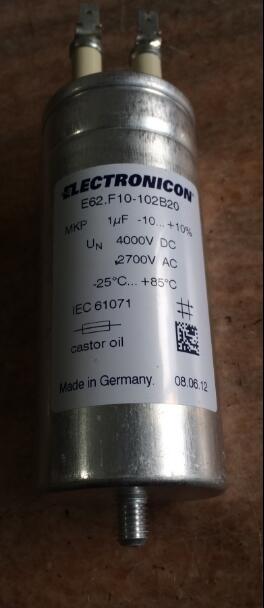 ELECTRONICON
E62.F10-102B20
MKP 1µF -10...+10%
UN 4000V DC
2700V AC
-25°C... +85°C
IEC 61071
castor oil
Made in Germany. 08.06.12